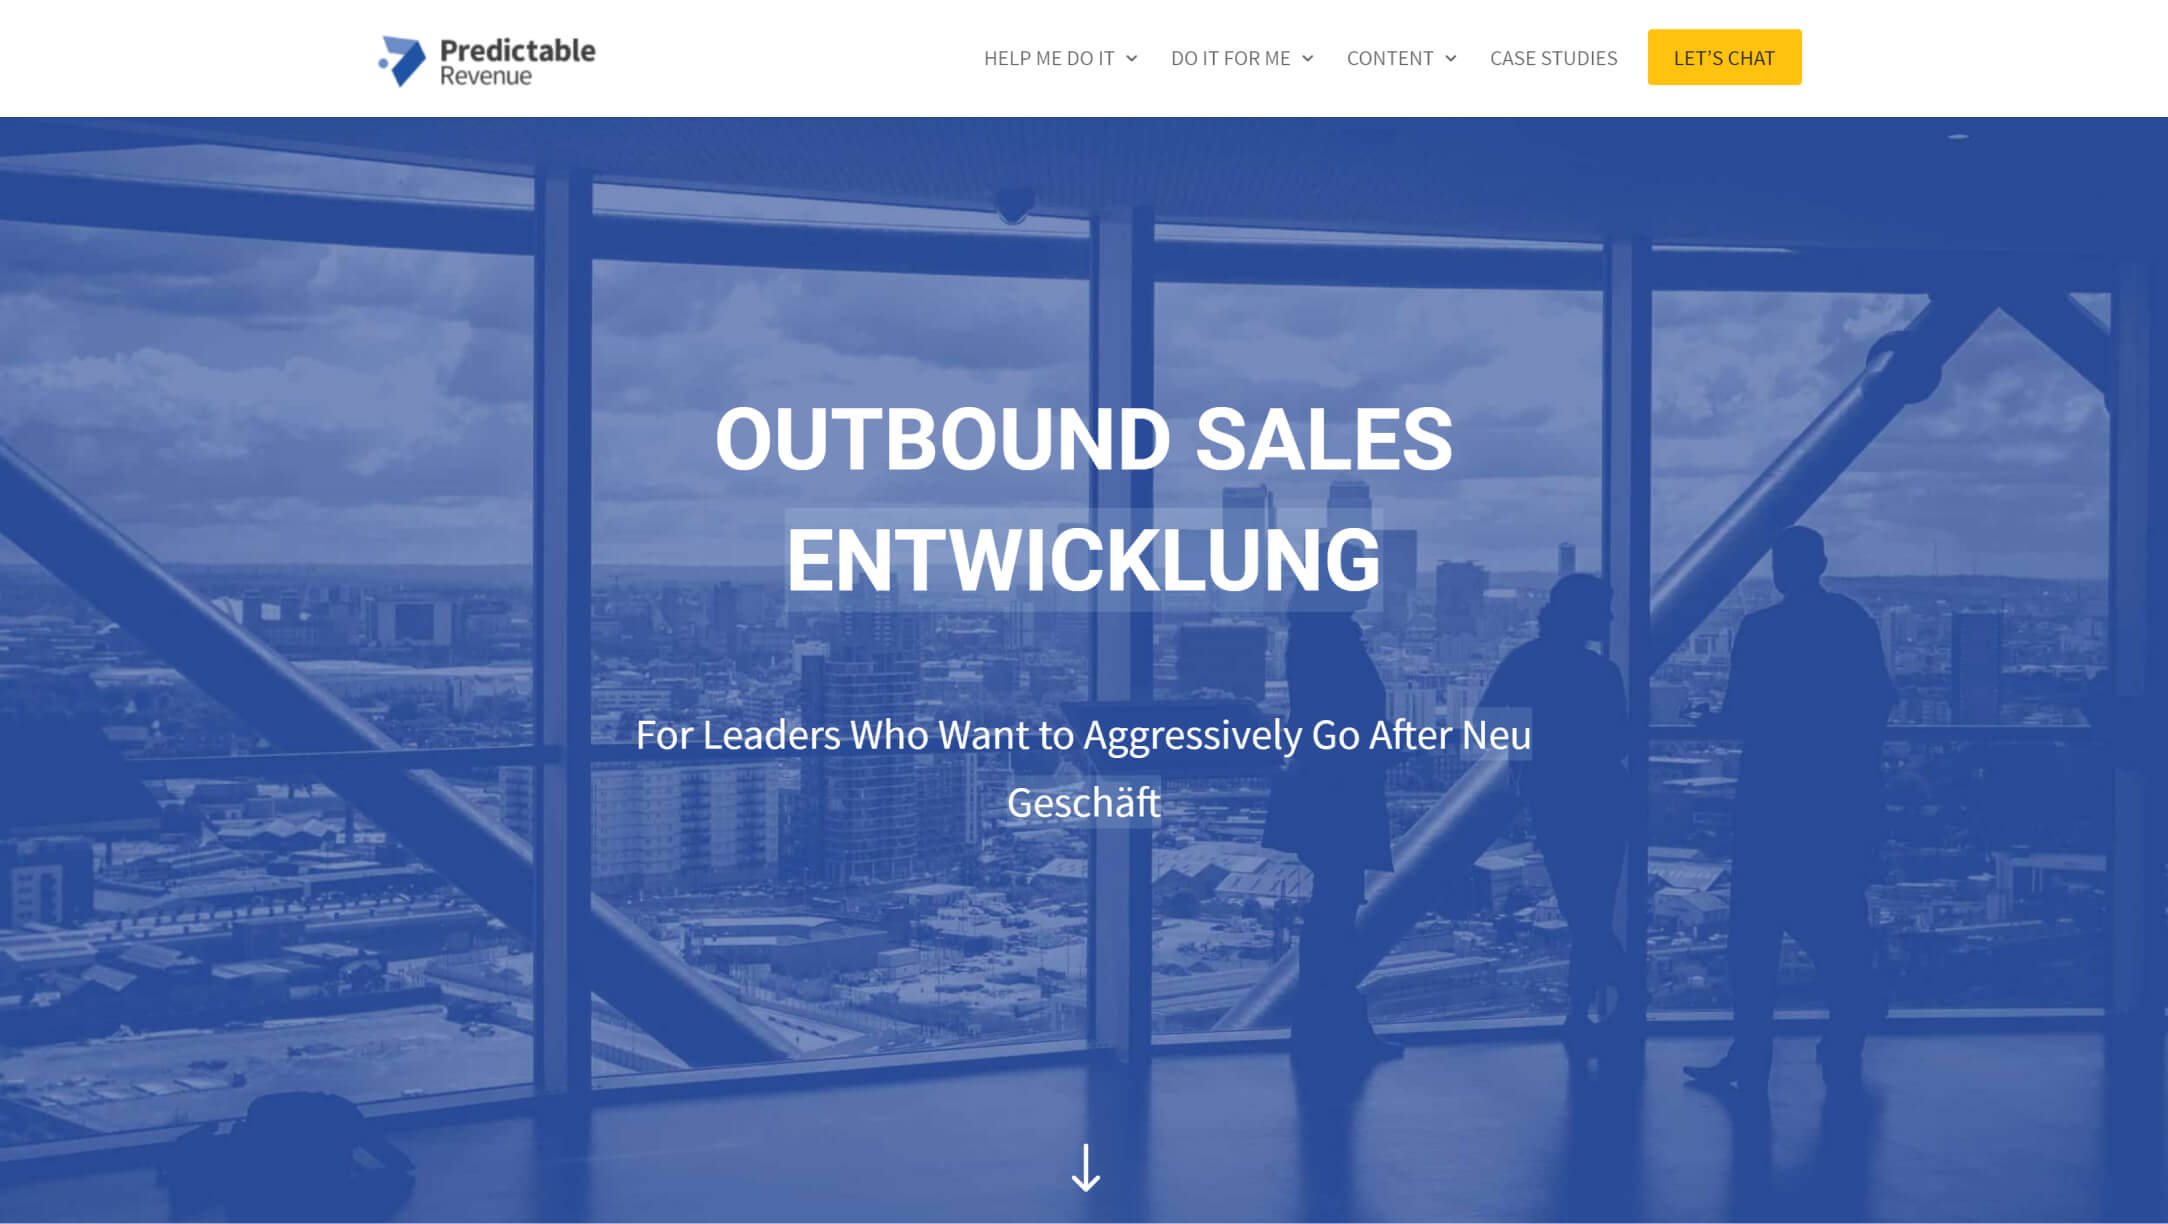 Predictable
Revenue
HELP ME DO IT
DO IT FOR ME
CONTENT
CASE STUDIES
LET'S CHAT
OUTBOUND SALES
ENTWICKLUNG
For Leaders Who Want to Aggressively Go After Neu
Geschäft